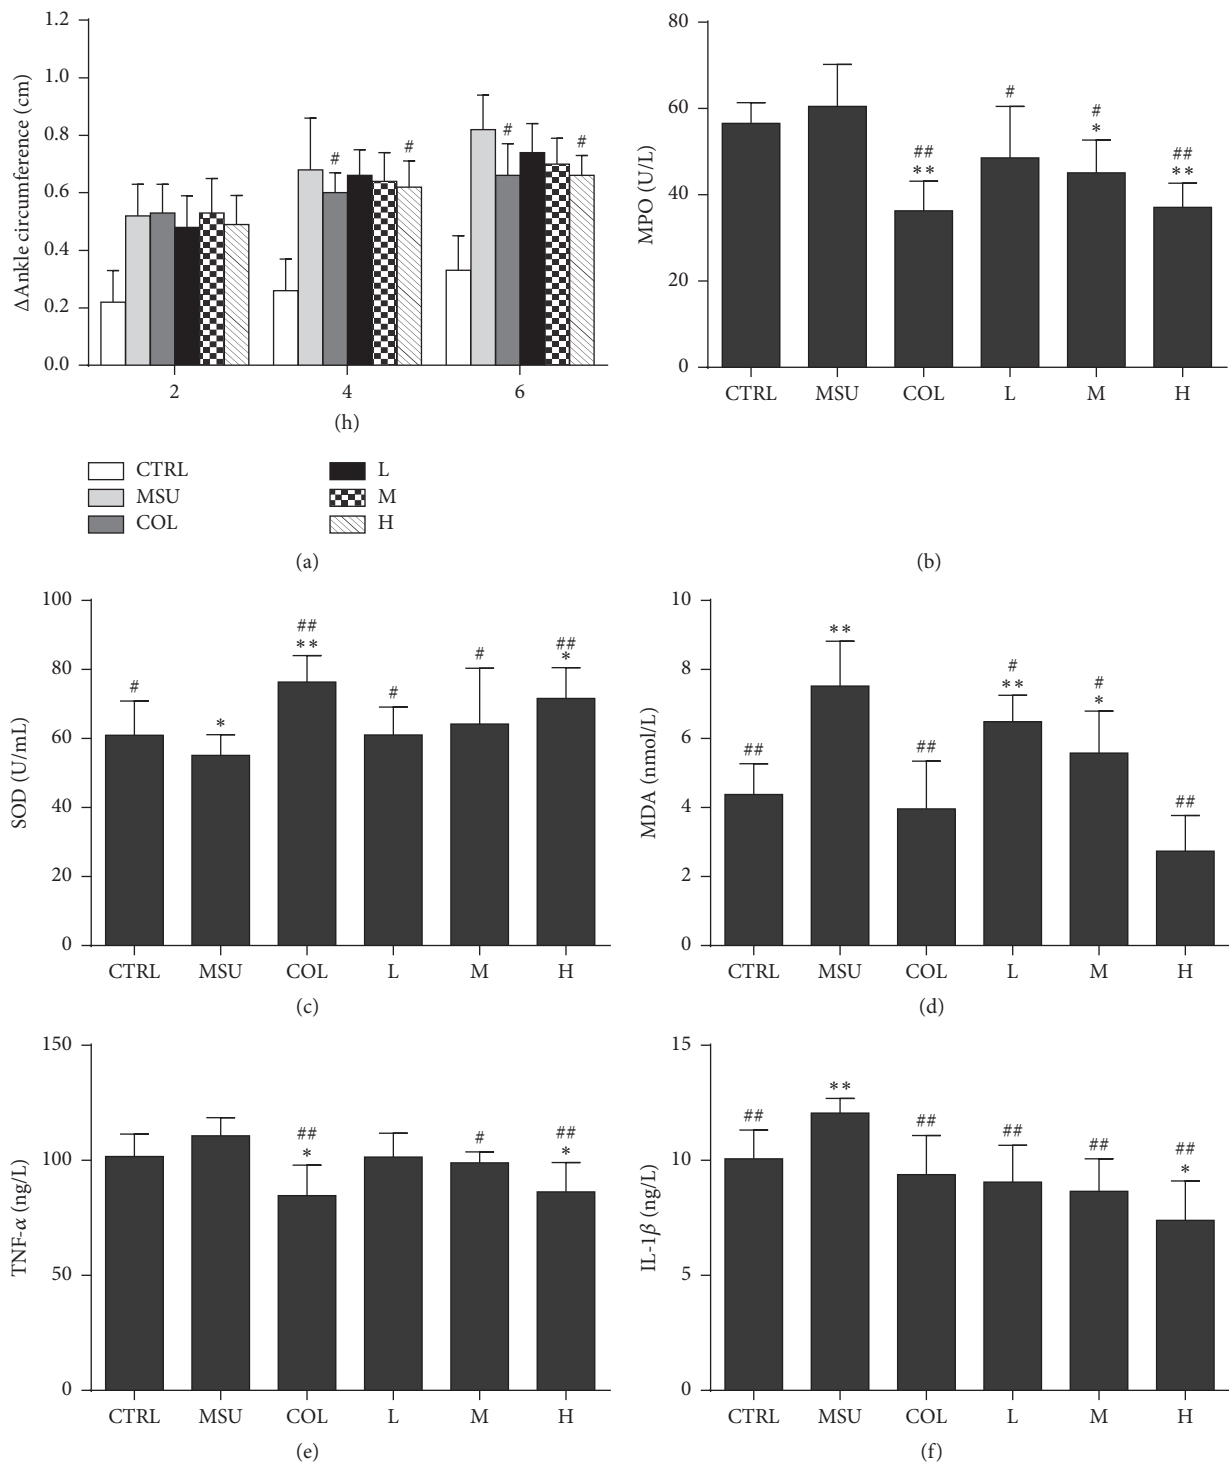 ΔAnkle circumference (cm)
1.2
1.0
0.8
0.6
0.4
0.2
0.0
# # # #
2 4 6
(h)
CTRL L
MSU M
COL H
(a)
MPO (U/L)
80
60
40
20
0
##
**
#
#
*
##
**
CTRL MSU COL L M H
(b)
SOD (U/mL)
100
80
60
40
20
0
#
*
##
**
#
#
##
*
CTRL MSU COL L M H
(c)
MDA (nmol/L)
10
8
6
4
2
0
##
**
##
#
**
#
*
##
CTRL MSU COL L M H
(d)
TNF-α (ng/L)
150
100
50
0
##
*
#
##
*
CTRL MSU COL L M H
(e)
IL-1β (ng/L)
15
10
5
0
##
**
##
##
##
##
*
CTRL MSU COL L M H
(f)